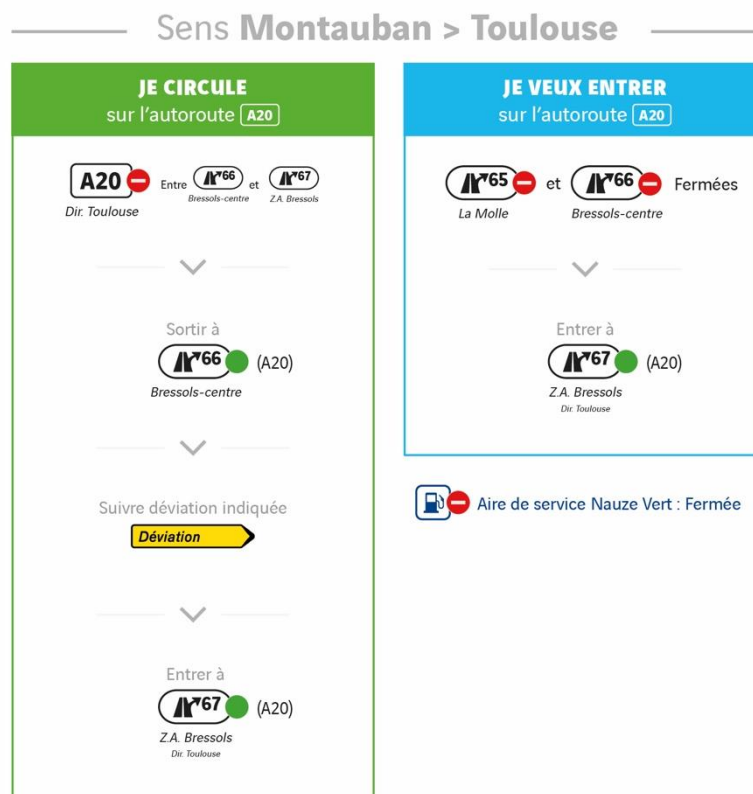 Sens Montauban > Toulouse
JE CIRCULE
sur l'autoroute A20
A20 Entre 66 et 67
Dir. Toulouse Bressols-centre Z.A. Bressols
Sortir à
66 (A20)
Bressols-centre
Suivre déviation indiquée
Déviation
Entrer à
67 (A20)
Z.A. Bressols
Dir. Toulouse
JE VEUX ENTRER
sur l'autoroute A20
65 et 66 Fermées
La Molle Bressols-centre
Entrer à
67 (A20)
Z.A. Bressols
Dir. Toulouse
Aire de service Nauze Vert : Fermée